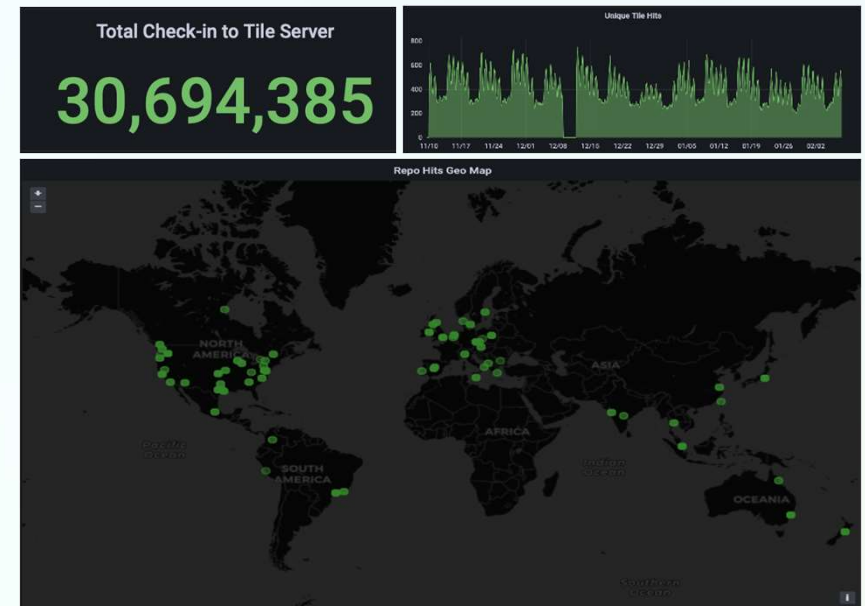 Total Check-in to Tile Server
30,694,385
Unique Tile Hits
800
600
400
200
0
11/10 11/17 11/24 12/01 12/08 12/15 12/22 12/29 01/05 01/12 01/19 01/26 02/02
Repo Hits Geo Map
+
−
NORTH
AMERICA
ASIA
Pacific
Ocean
AFRICA
SOUTH
AMERICA
Indian
Ocean
OCEANIA
Southern
Ocean
i